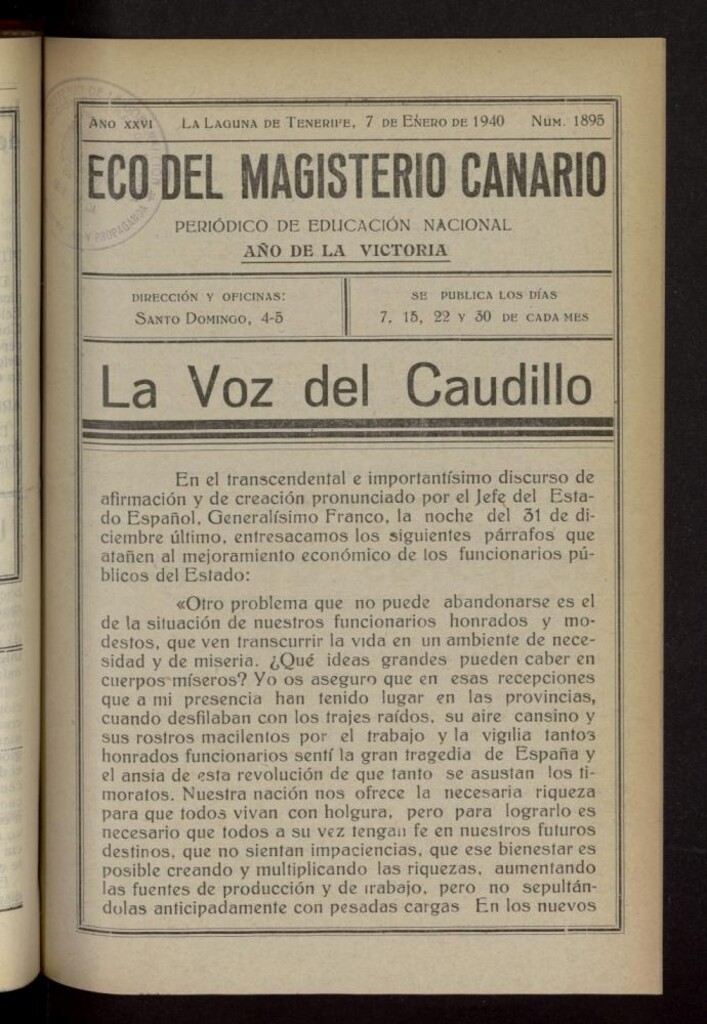 AÑO XXVI LA LAGUNA DE TENERIFE, 7 DE ENERO DE 1940 NÚM. 1895
ECO DEL MAGISTERIO CANARIO
PERIÓDICO DE EDUCACIÓN NACIONAL
AÑO DE LA VICTORIA
DIRECCIÓN Y OFICINAS:
SANTO DOMINGO, 4-5
SE PUBLICA LOS DÍAS
7, 15, 22 Y 30 DE CADA MES
La Voz del Caudillo
En el transcendental e importantísimo discurso de
afirmación y de creación pronunciado por el Jefe del Esta-
do Español, Generalísimo Franco, la noche del 31 de di-
ciembre último, entresacamos los siguientes párrafos que
atañen al mejoramiento económico de los funcionarios pú-
blicos del Estado:
«Otro problema que no puede abandonarse es el
de la situación de nuestros funcionarios honrados y mo-
destos, que ven transcurrir la vida en un ambiente de nece-
sidad y de miseria. ¿Qué ideas grandes pueden caber en
cuerpos míseros? Yo os aseguro que en esas recepciones
que a mi presencia han tenido lugar en las provincias,
cuando desfilaban con los trajes raídos, su aire cansino y
sus rostros macilentos por el trabajo y la vigilia tantos
honrados funcionarios sentí la gran tragedia de España y
el ansia de esta revolución de que tanto se asustan los ti-
moratos. Nuestra nación nos ofrece la necesaria riqueza
para que todos vivan con holgura, pero para lograrlo es
necesario que todos a su vez tengan fe en nuestros futuros
destinos, que no sientan impaciencias, que ese bienestar es
posible creando y multiplicando las riquezas, aumentando
las fuentes de producción y de trabajo, pero no sepultán-
dolas anticipadamente con pesadas cargas En los nuevos